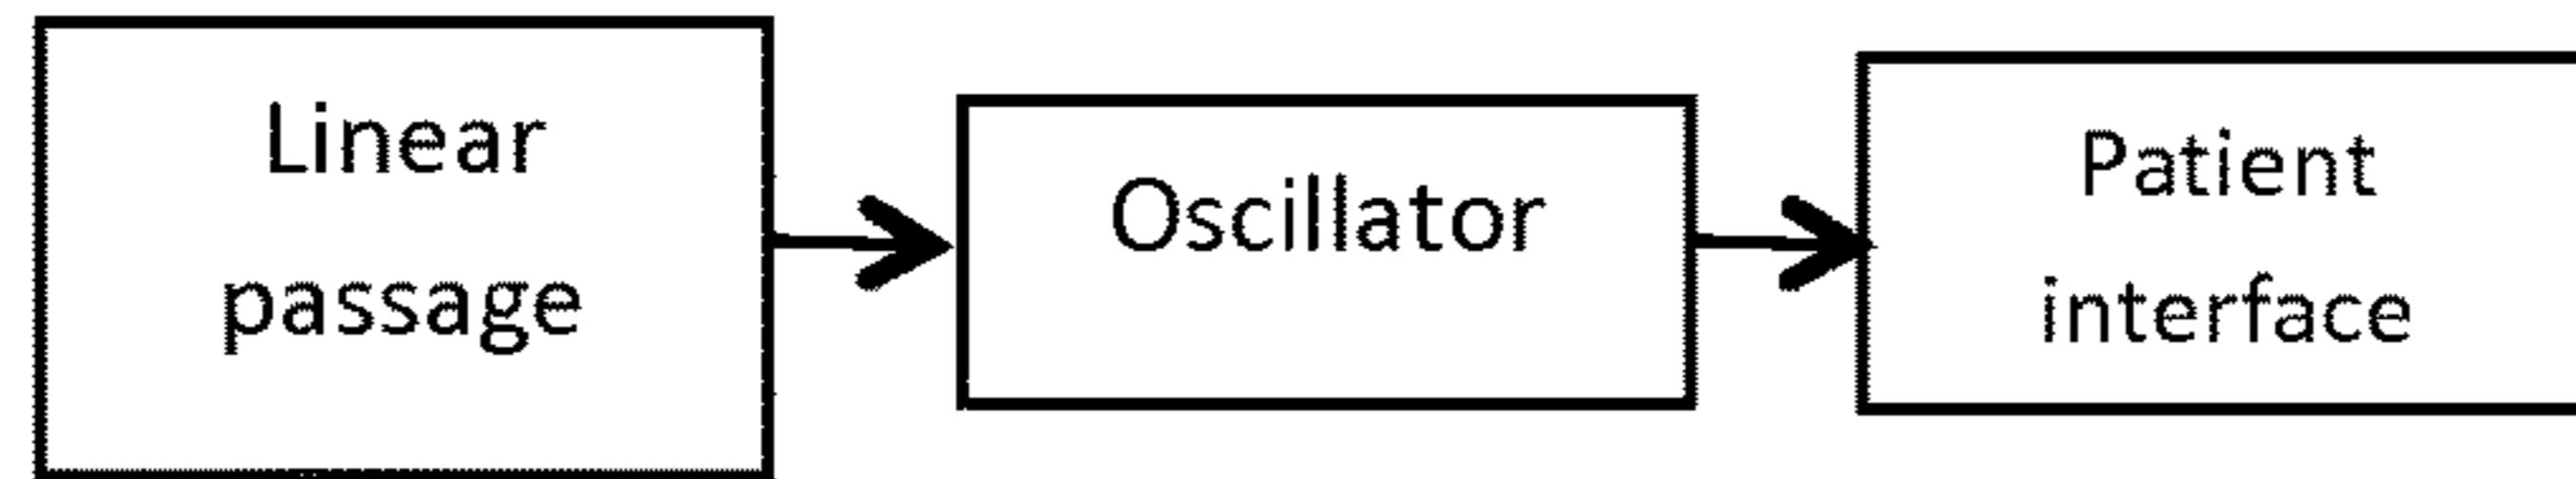 Linear
passage
Oscillator
Patient
interface